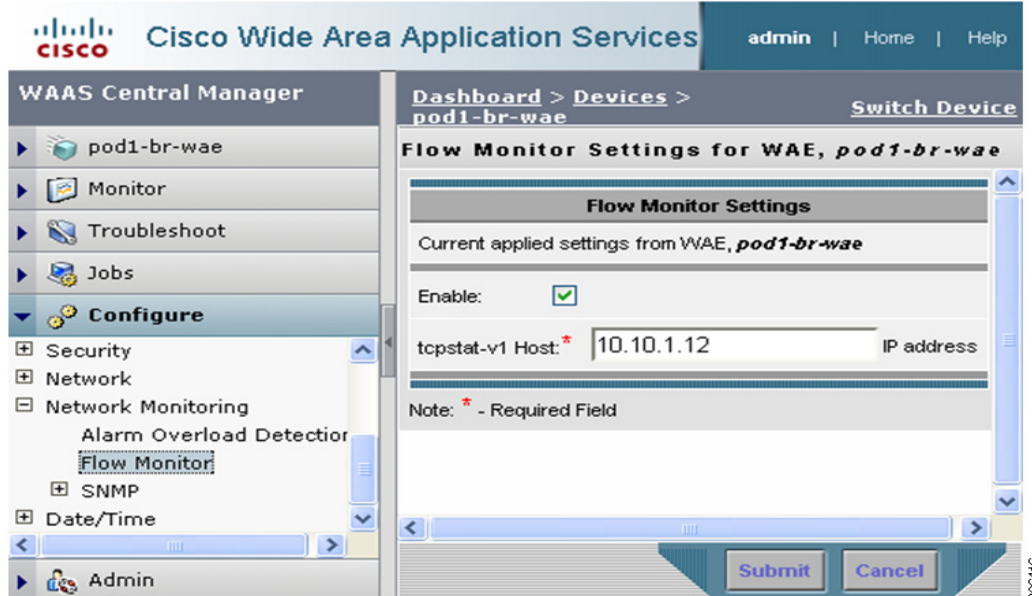 CISCO
Cisco Wide Area Application Services
admin | Home | Help
WAAS Central Manager
Dashboard > Devices >
pod1-br-wae
Switch Device
pod1-br-wae
Monitor
Troubleshoot
Jobs
Configure
Security
Network
Network Monitoring
Alarm Overload Detection
Flow Monitor
SNMP
Date/Time
Admin
Flow Monitor Settings for WAE, pod1-br-wae
Flow Monitor Settings
Current applied settings from WAE, pod1-br-wae
Enable:
tcpstat-v1 Host:* 10.10.1.12 IP address
Note: * - Required Field
Submit Cancel